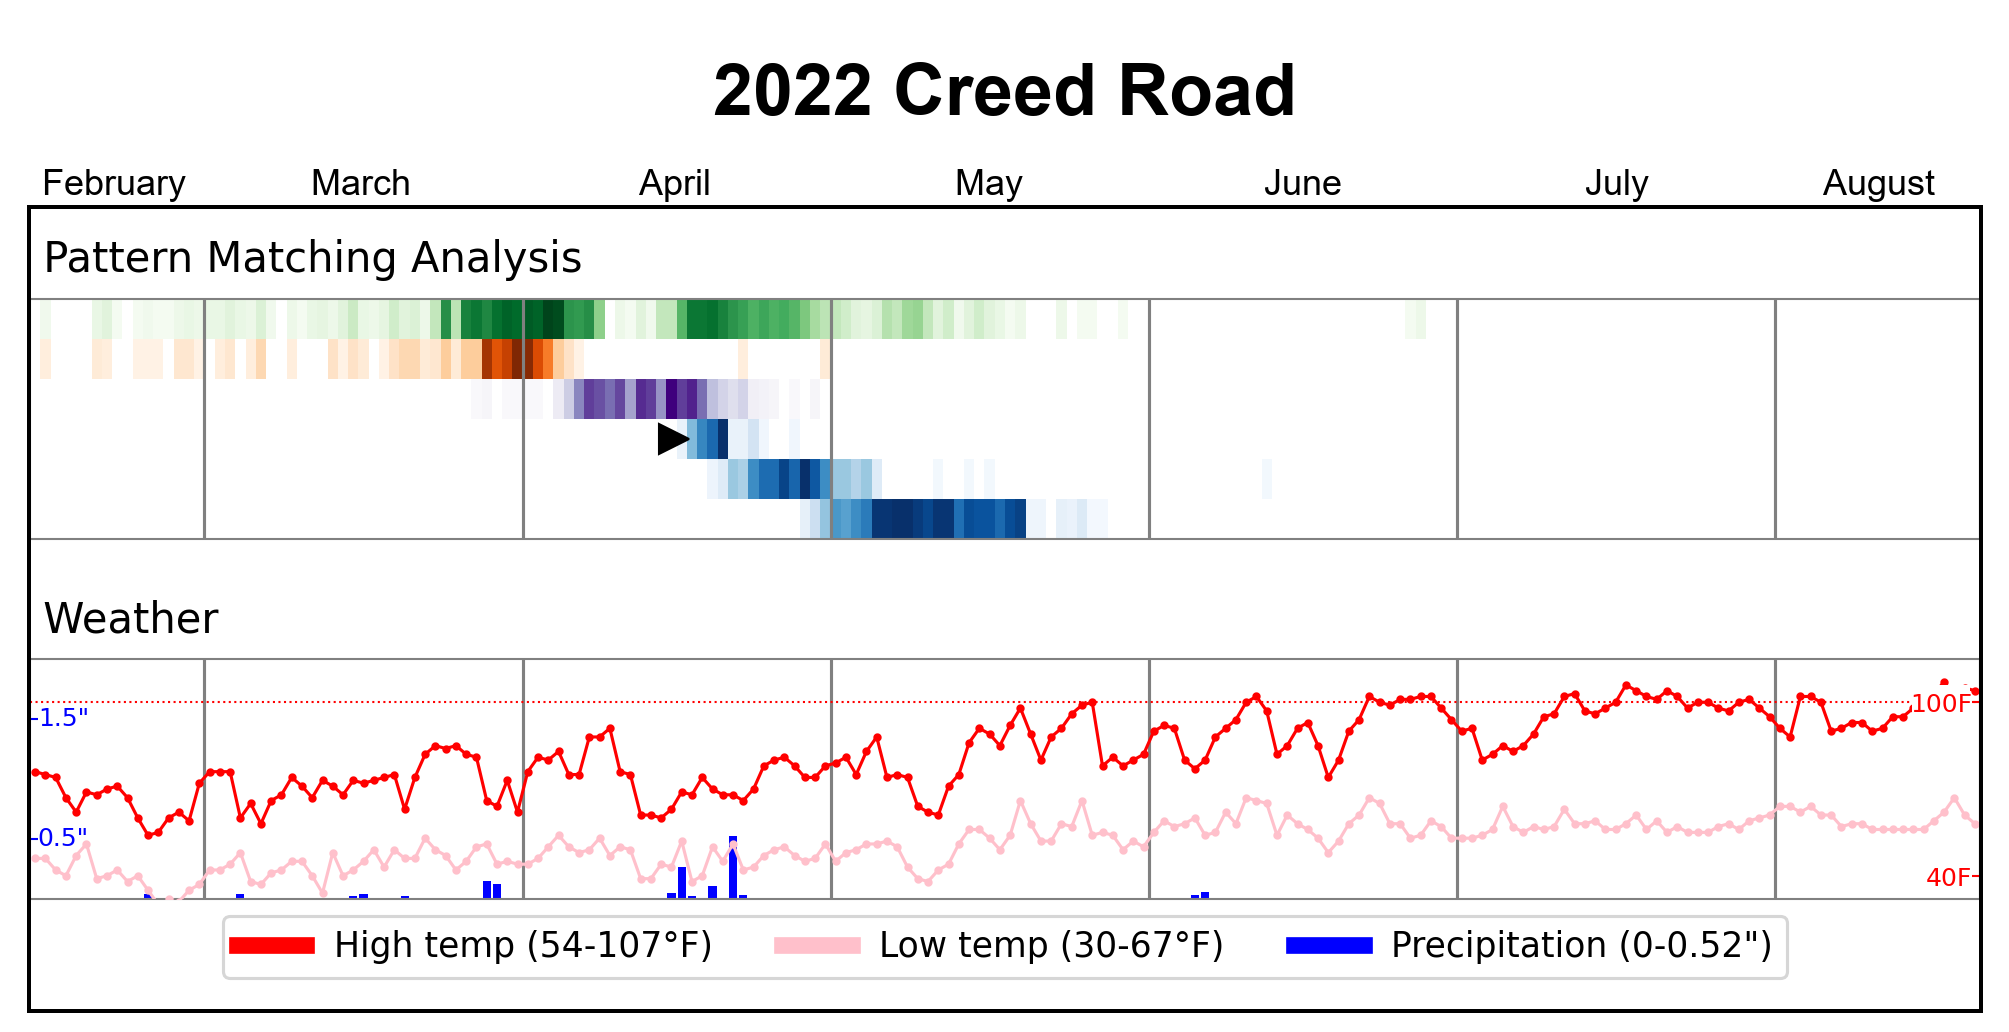 2022 Creed Road
February March April May June July August
Pattern Matching Analysis
Weather
1.5" 100F
0.5" 40F
High temp (54-107°F) Low temp (30-67°F) Precipitation (0-0.52")